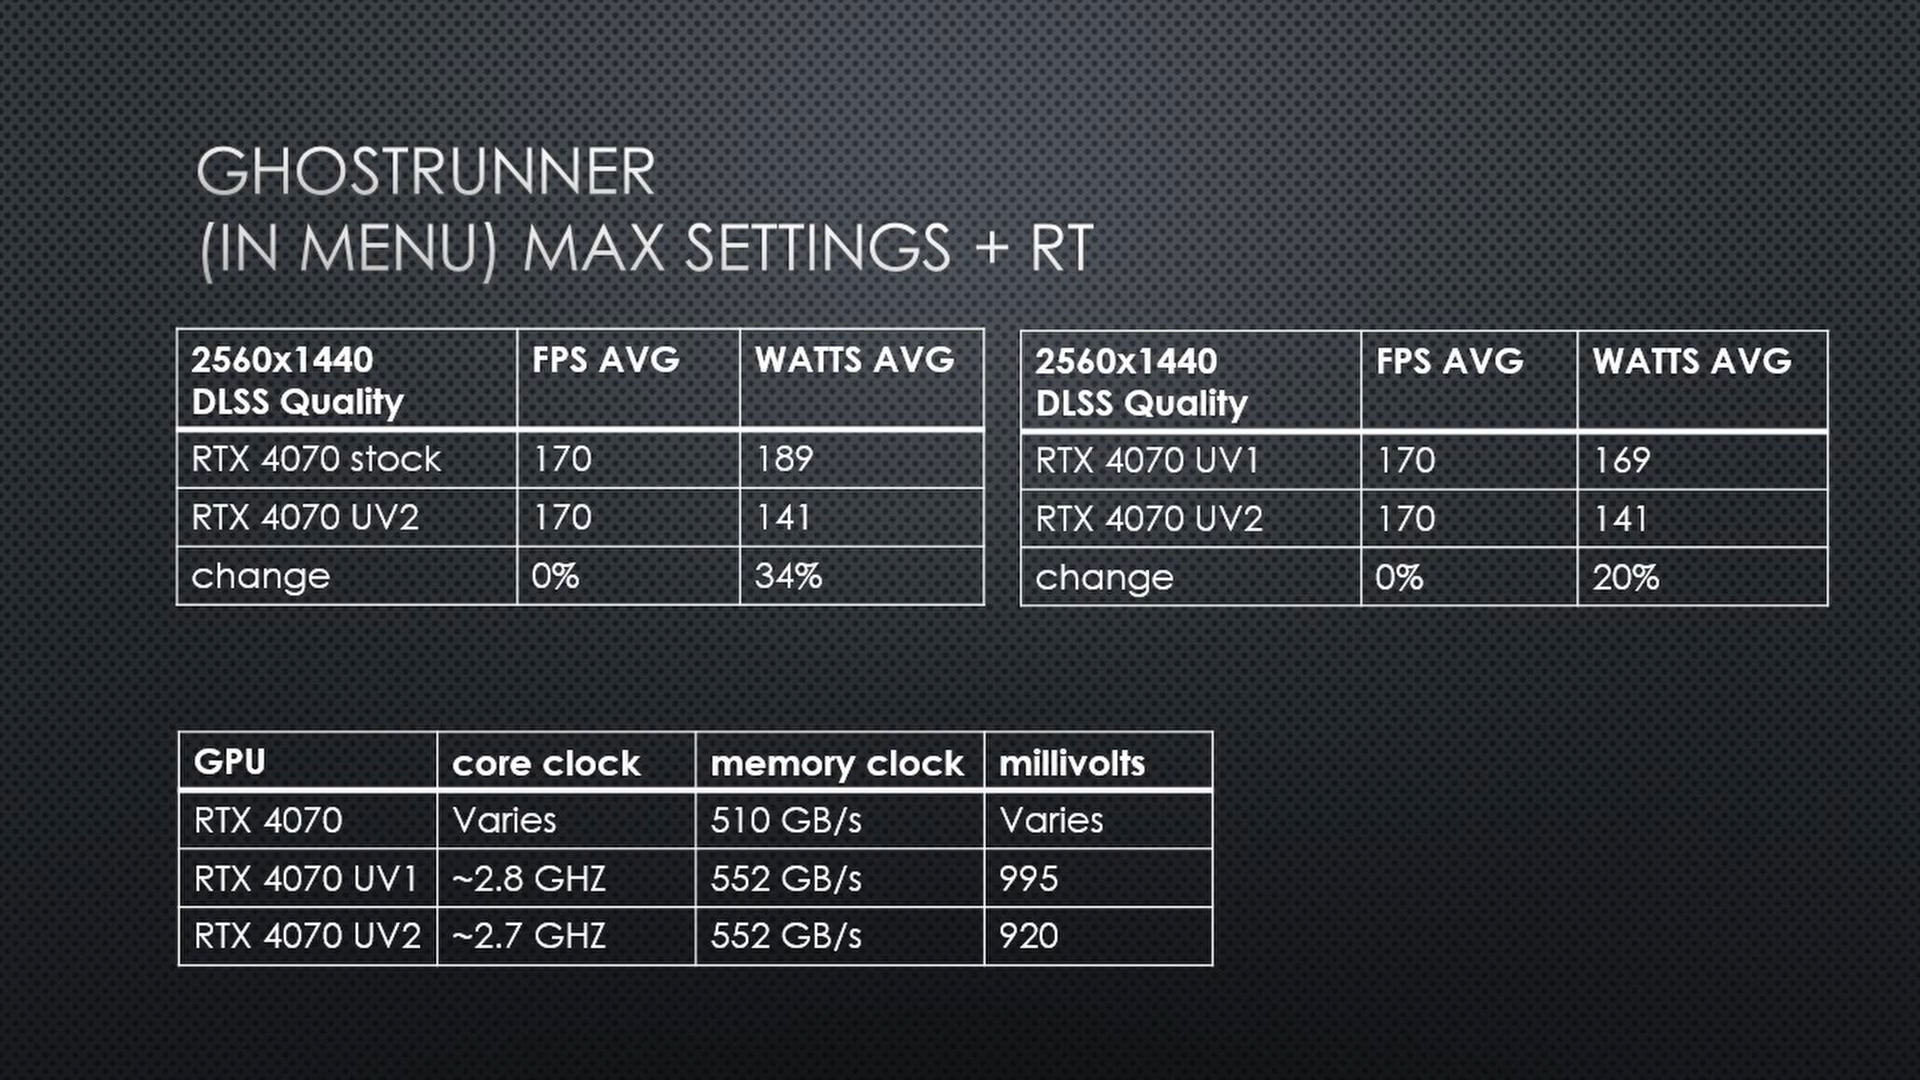 GHOSTRUNNER
(IN MENU) MAX SETTINGS + RT
2560x1440 DLSS Quality FPS AVG WATTS AVG
RTX 4070 stock 170 189
RTX 4070 UV2 170 141
change 0% 34%
2560x1440 DLSS Quality FPS AVG WATTS AVG
RTX 4070 UV1 170 169
RTX 4070 UV2 170 141
change 0% 20%
GPU core clock memory clock millivolts
RTX 4070 Varies 510 GB/s Varies
RTX 4070 UV1 ~2.8 GHZ 552 GB/s 995
RTX 4070 UV2 ~2.7 GHZ 552 GB/s 920